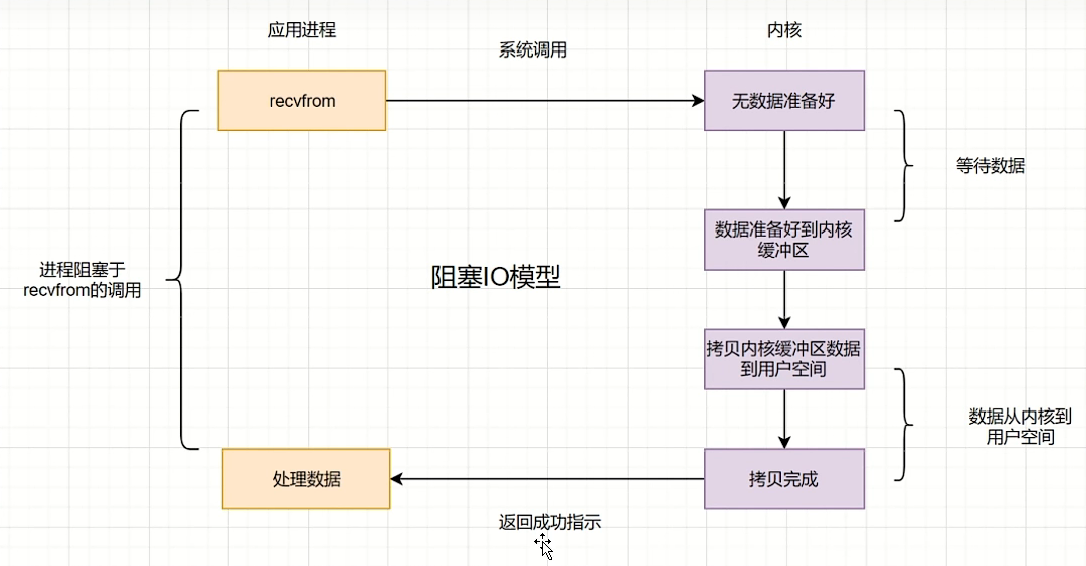 应用进程
内核
系统调用
recvfrom
无数据准备好
等待数据
数据准备好到内核
缓冲区
进程阻塞于
recvfrom的调用
阻塞IO模型
拷贝内核缓冲区数据
到用户空间
数据从内核到
用户空间
处理数据
拷贝完成
返回成功指示